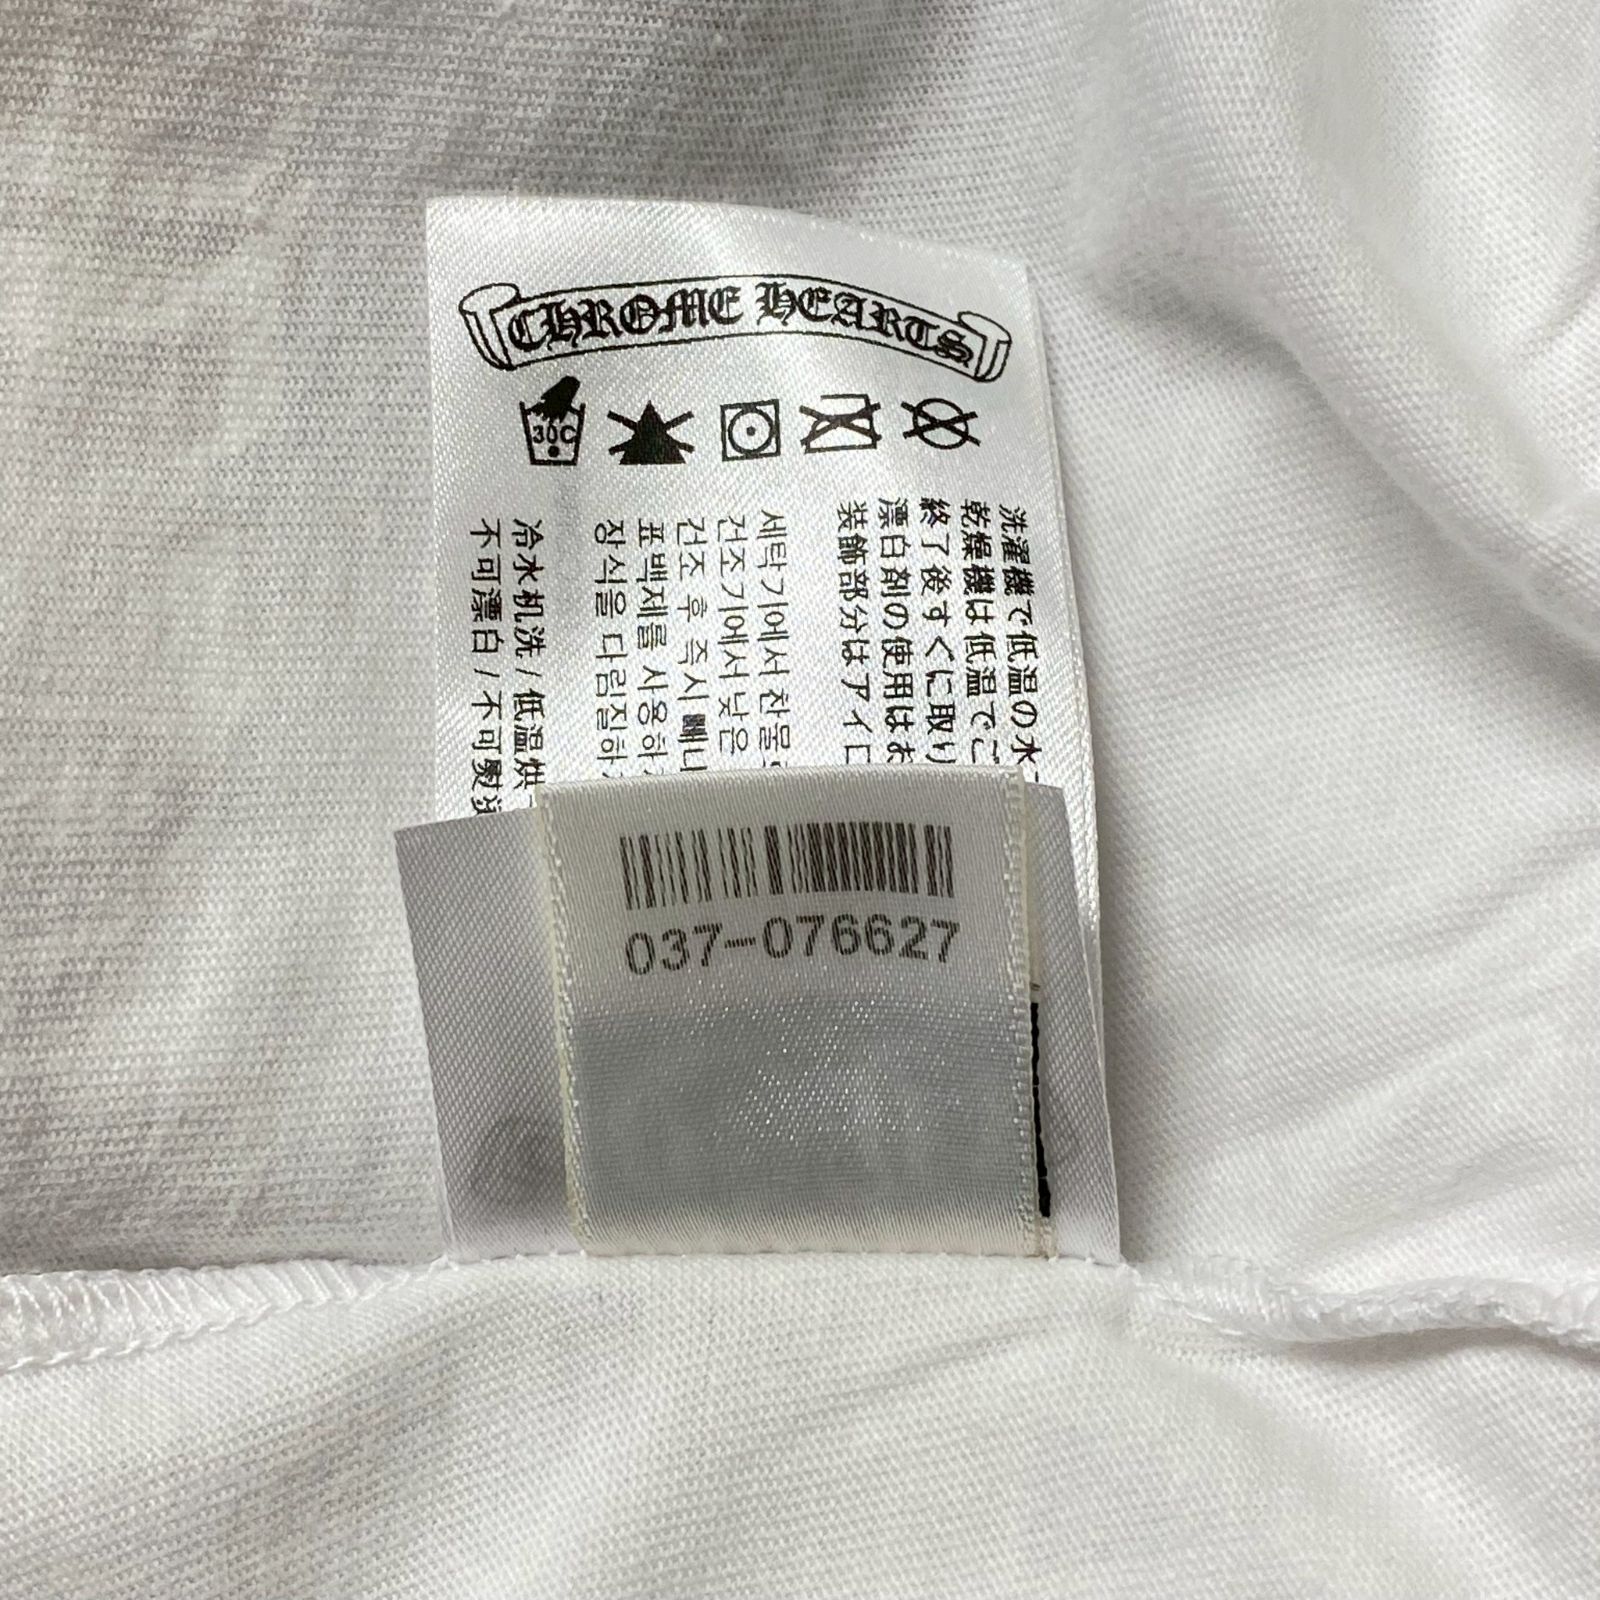 CHROME HEARTS
30C
洗濯機で低温の水
乾燥機は低温でご
終了後すぐに取り
漂白剤の使用はお
装飾部分はアイロ
세탁기에서 찬물
건조기에서 낮은
건조 후 즉시 빼니
표백제를 사용하
장식을 다림질하
冷水机洗 / 低温烘
不可漂白 / 不可熨
037-076627